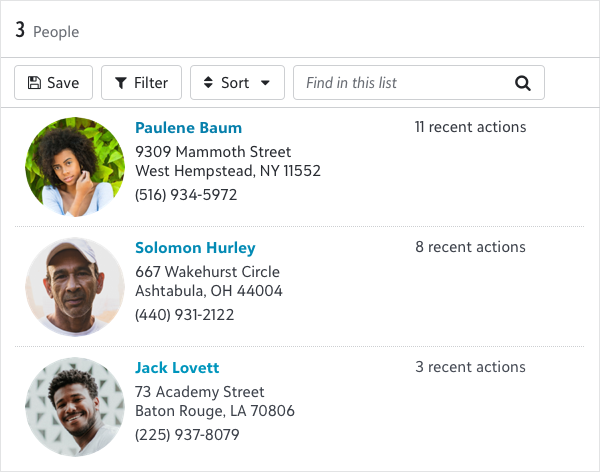 3 People
Save Filter Sort Find in this list
Paulene Baum 11 recent actions
9309 Mammoth Street
West Hempstead, NY 11552
(516) 934-5972
Solomon Hurley 8 recent actions
667 Wakehurst Circle
Ashtabula, OH 44004
(440) 931-2122
Jack Lovett 3 recent actions
73 Academy Street
Baton Rouge, LA 70806
(225) 937-8079